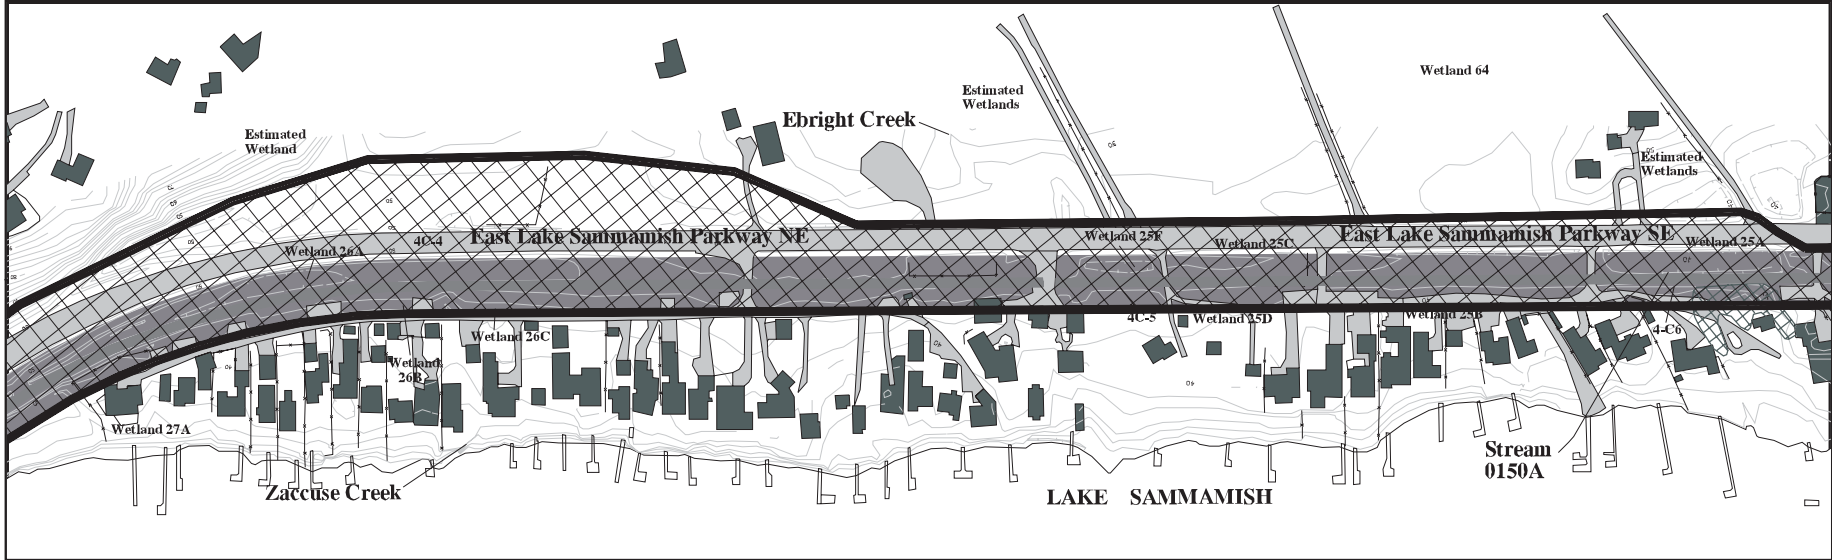 Wetland 64
Estimated
Wetlands
Ebright Creek
Estimated
Wetland
Estimated
Wetlands
East Lake Sammamish Parkway NE
East Lake Sammamish Parkway SE
4C-4
Wetland 26A
Wetland 25F
Wetland 25C
Wetland 25A
4C-5
Wetland 25D
Wetland 25B
4-C6
Wetland 26C
Wetland
26B
Wetland 27A
Zaccuse Creek
LAKE SAMMAMISH
Stream
0150A